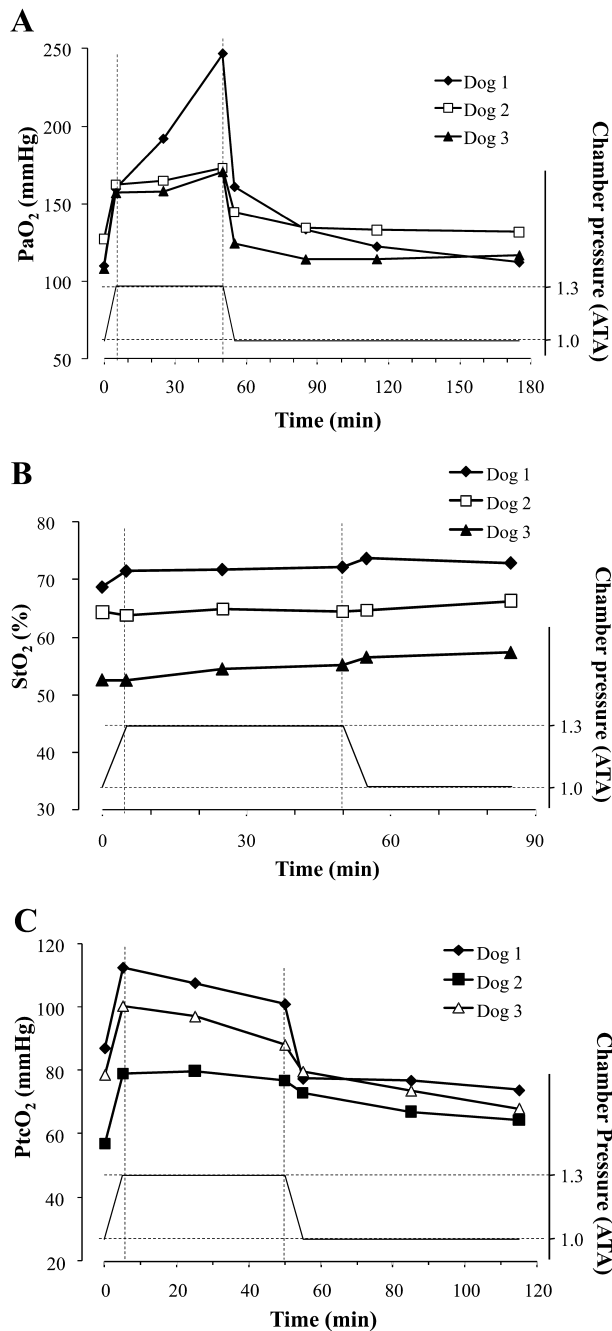 A
PaO2 (mmHg)
250
200
150
100
50
Dog 1
Dog 2
Dog 3
1.3
1.0
Chamber pressure (ATA)
0 30 60 90 120 150 180
Time (min)
B
StO2 (%)
80
70
60
50
40
30
Dog 1
Dog 2
Dog 3
1.3
1.0
Chamber pressure (ATA)
0 30 60 90
Time (min)
C
PtcO2 (mmHg)
120
100
80
60
40
20
Dog 1
Dog 2
Dog 3
1.3
1.0
Chamber Pressure (ATA)
0 20 40 60 80 100 120
Time (min)